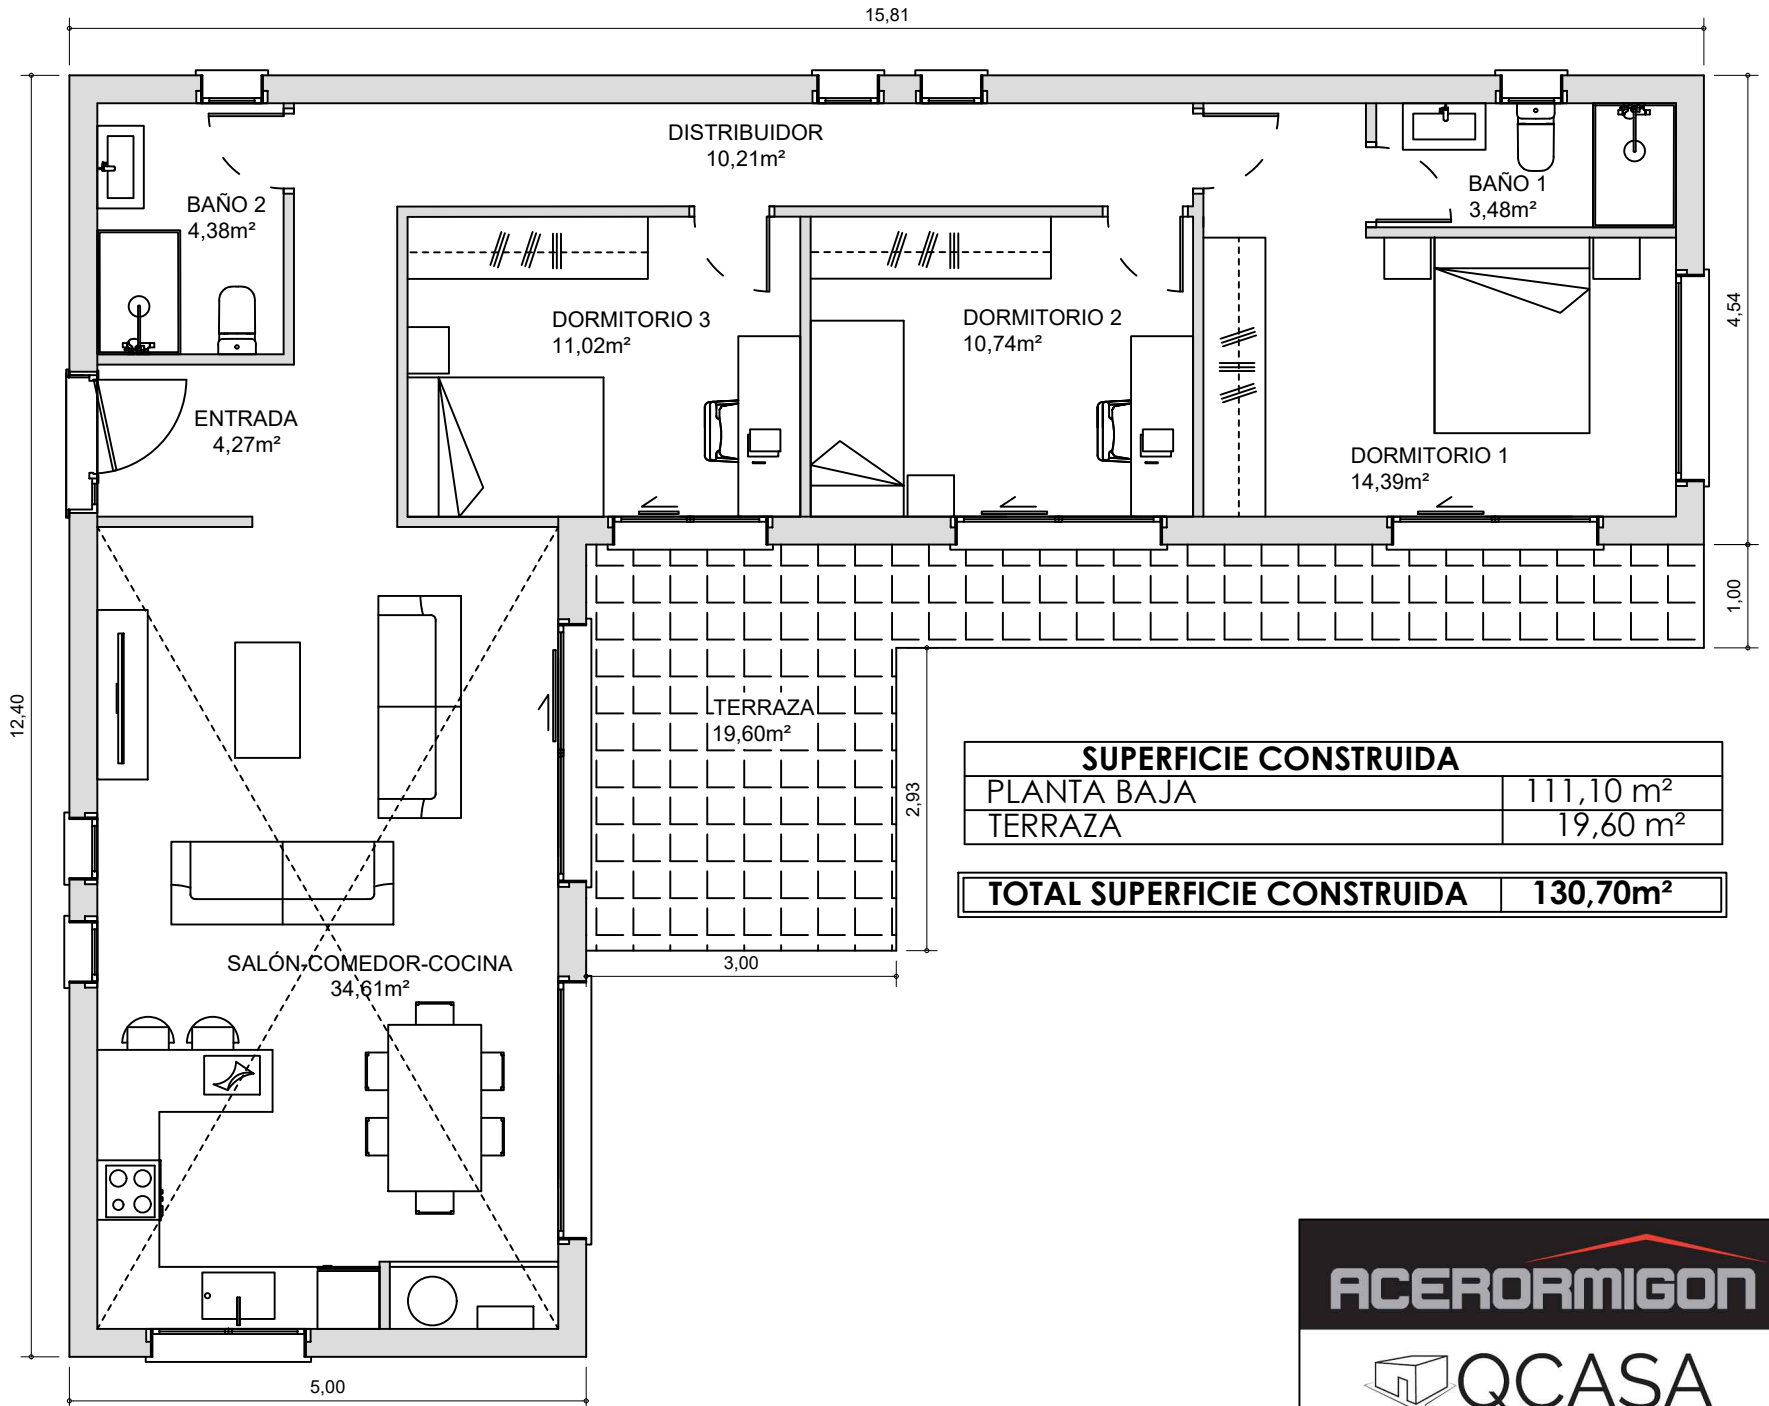 15,81
DISTRIBUIDOR
10,21m²
BAÑO 1
3,48m²
BAÑO 2
4,38m²
DORMITORIO 3
11,02m²
DORMITORIO 2
10,74m²
4,54
ENTRADA
4,27m²
DORMITORIO 1
14,39m²
1,00
12,40
TERRAZA
19,60m²
2,93
SUPERFICIE CONSTRUIDA
PLANTA BAJA 111,10 m²
TERRAZA 19,60 m²
TOTAL SUPERFICIE CONSTRUIDA 130,70m²
SALÓN-COMEDOR-COCINA
34,61m²
3,00
5,00
ACERORMIGON
QCASA